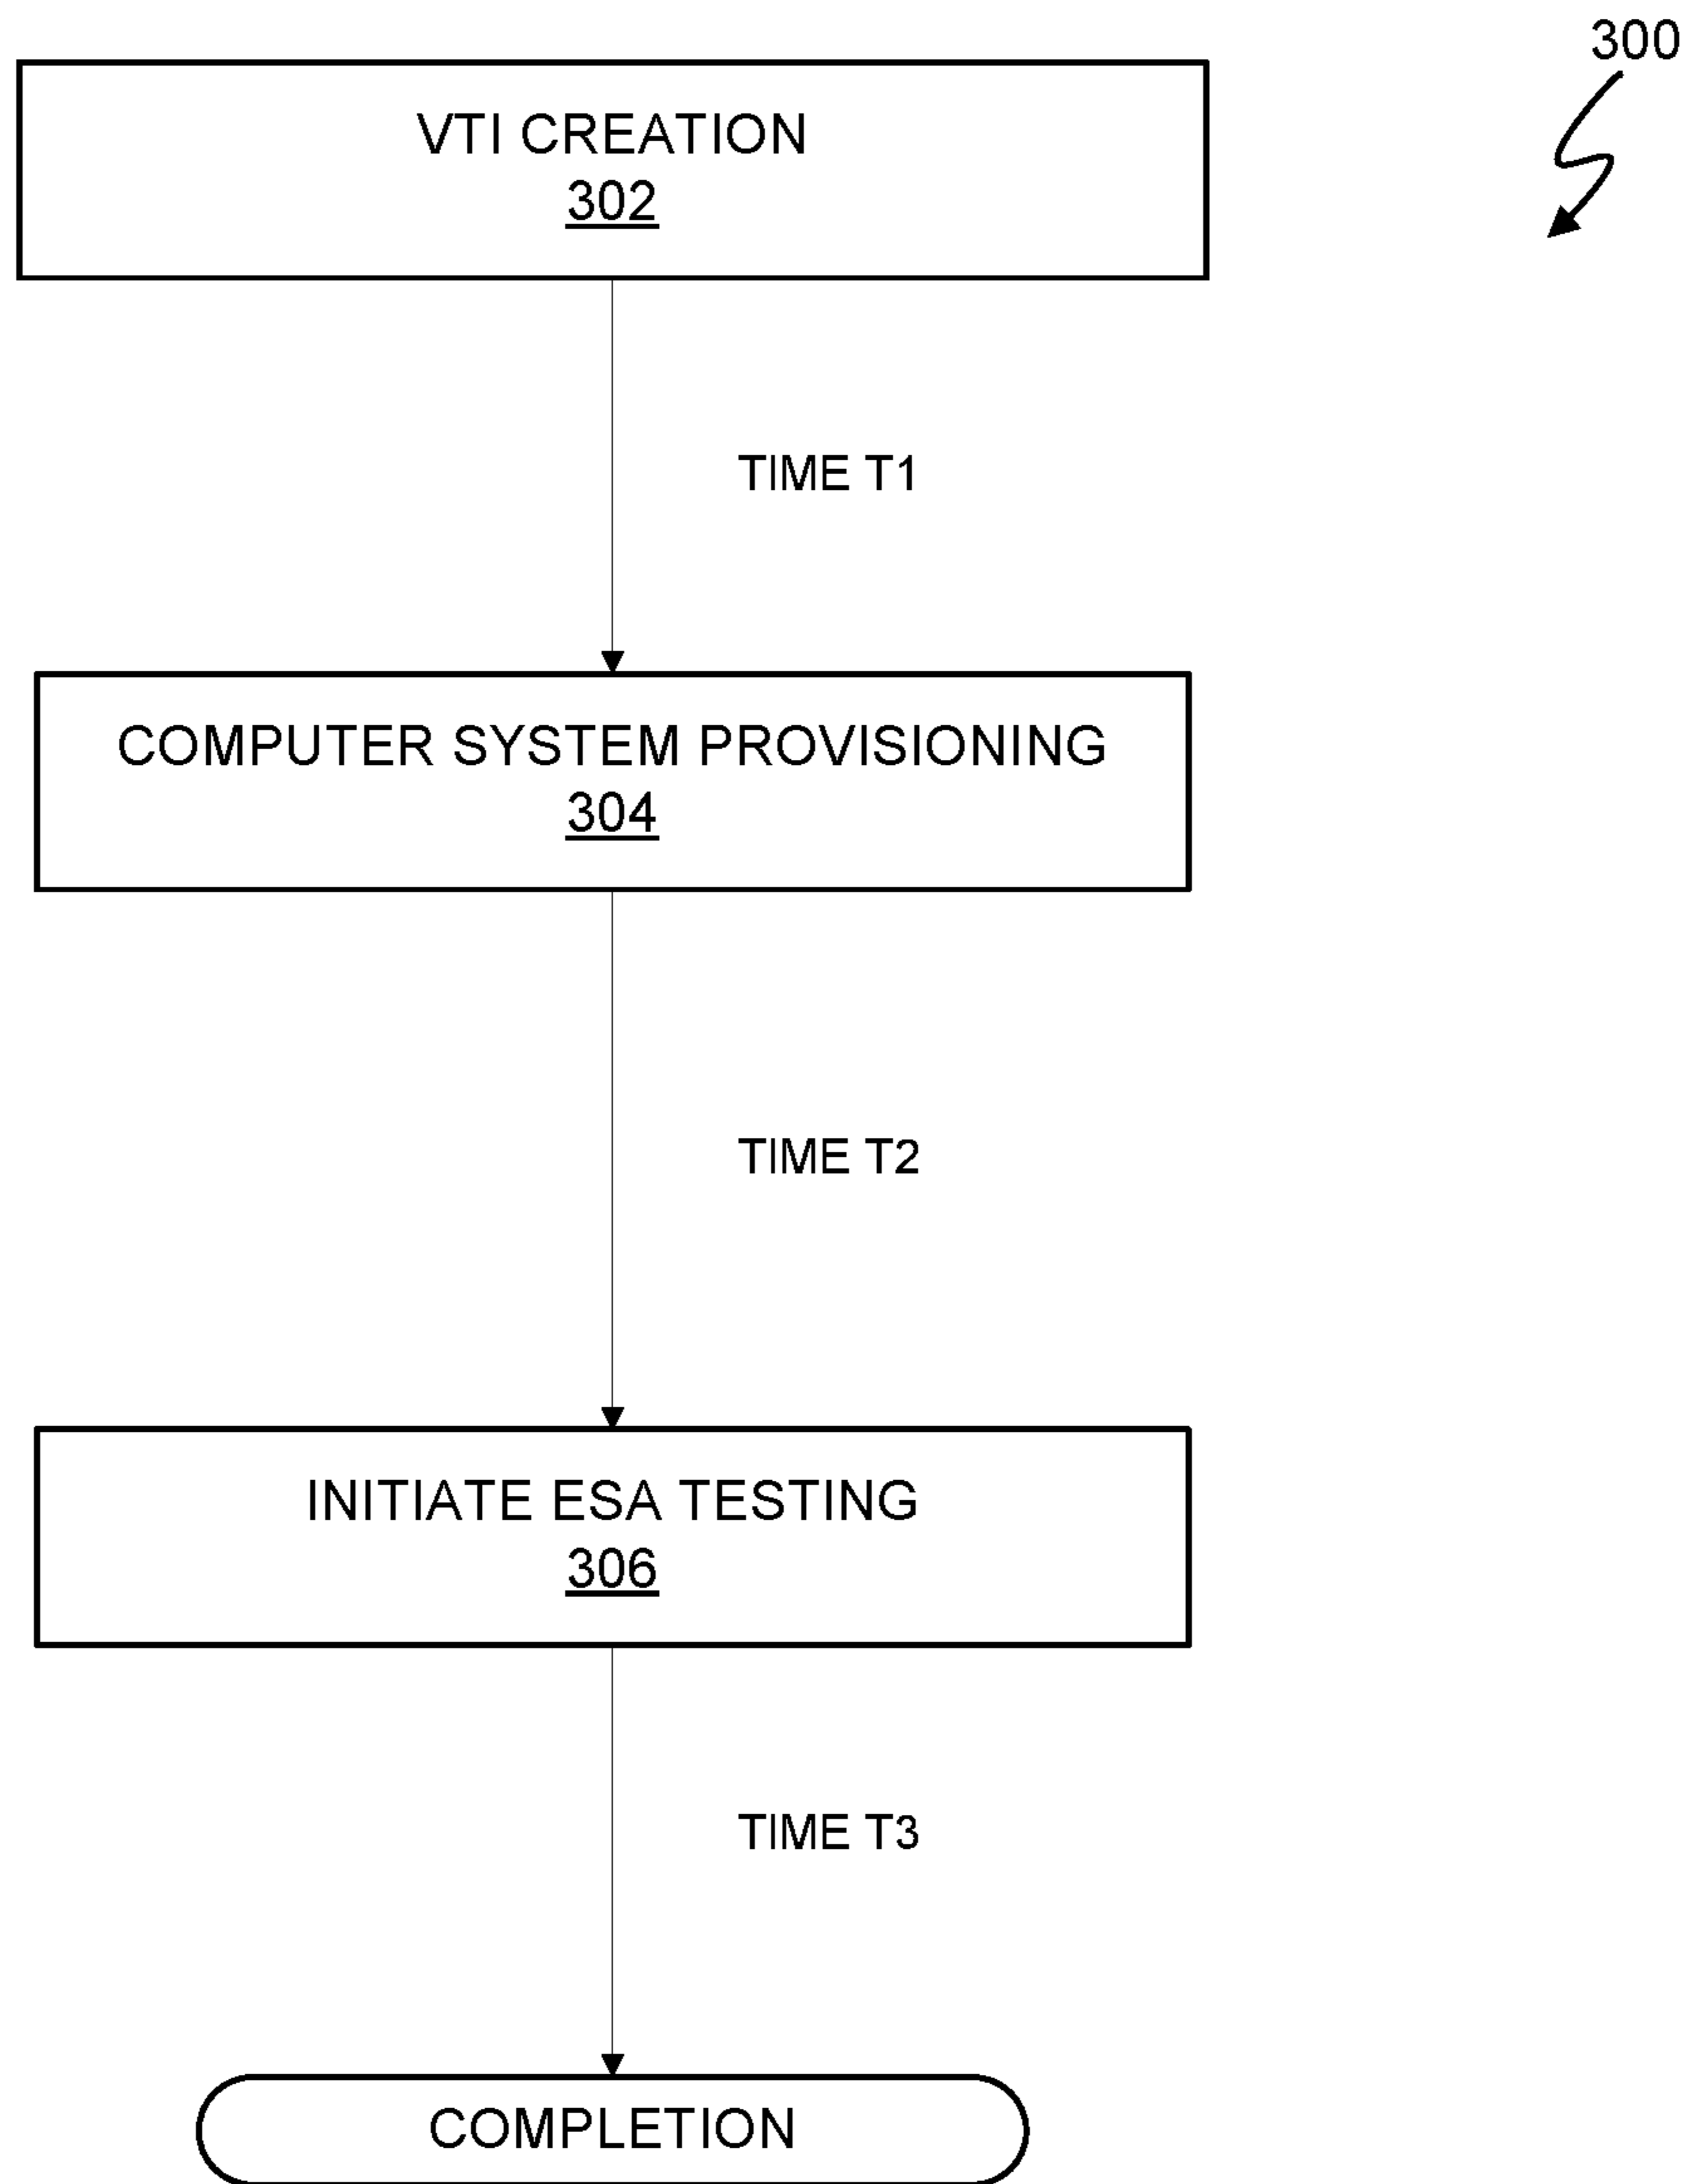 300
VTI CREATION
302
TIME T1
COMPUTER SYSTEM PROVISIONING
304
TIME T2
INITIATE ESA TESTING
306
TIME T3
COMPLETION